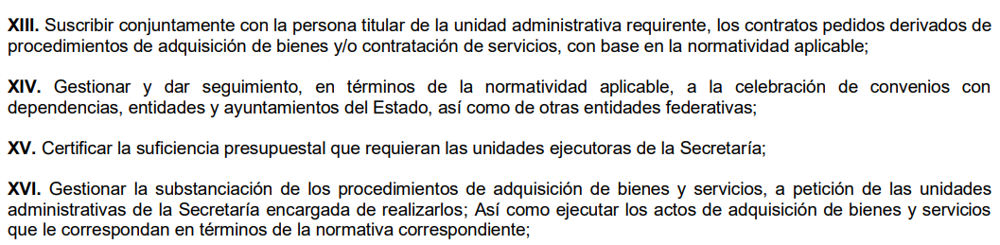 XIII. Suscribir conjuntamente con la persona titular de la unidad administrativa requirente, los contratos pedidos derivados de
procedimientos de adquisición de bienes y/o contratación de servicios, con base en la normatividad aplicable;
XIV. Gestionar y dar seguimiento, en términos de la normatividad aplicable, a la celebración de convenios con
dependencias, entidades y ayuntamientos del Estado, así como de otras entidades federativas;
XV. Certificar la suficiencia presupuestal que requieran las unidades ejecutoras de la Secretaría;
XVI. Gestionar la substanciación de los procedimientos de adquisición de bienes y servicios, a petición de las unidades
administrativas de la Secretaría encargada de realizarlos; Así como ejecutar los actos de adquisición de bienes y servicios
que le correspondan en términos de la normativa correspondiente;